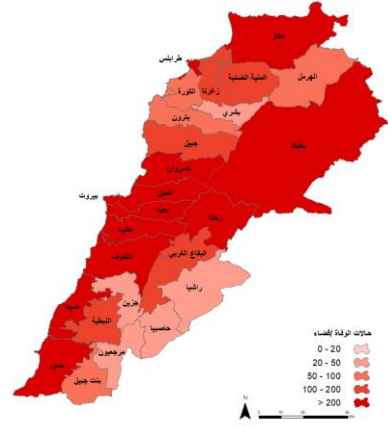 عكار
طرابلس
المنية الضنية
الهرمل
زغرتا
الكورة
بشري
بترون
بعلبك
جبيل
كسروان
المتن
بيروت
بعبدا
زحلة
عاليه
الشوف
البقاع الغربي
راشيا
جزين
صيدا
النبطية
حاصبيا
مرجعيون
صور
بنت جبيل
حالات الوفاة /قضاء
0 - 20
20 - 50
50 - 100
100 - 200
> 200
N